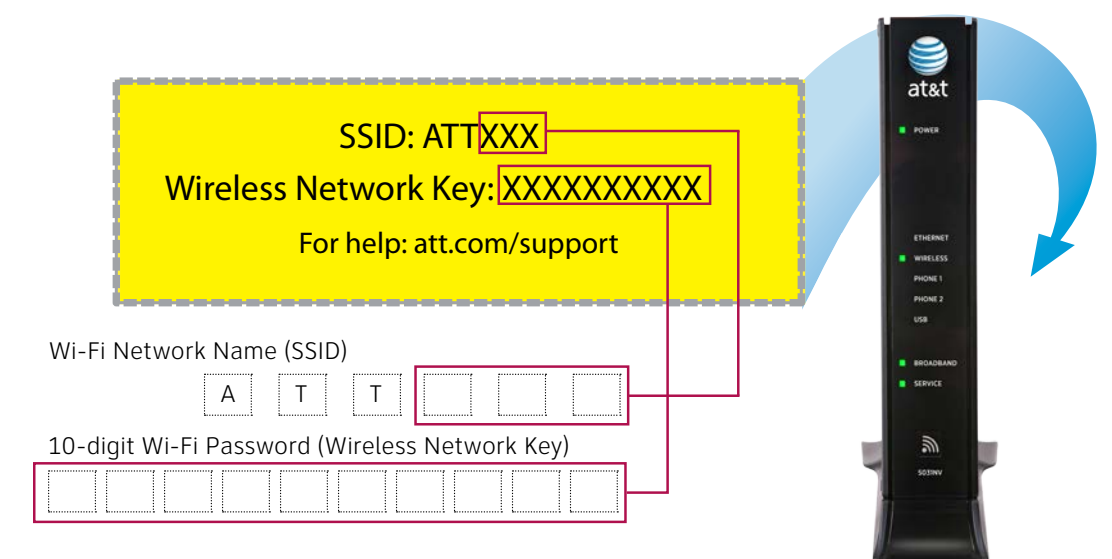 SSID: ATTXXX
Wireless Network Key: XXXXXXXXXX
For help: att.com/support
Wi-Fi Network Name (SSID)
A T T
10-digit Wi-Fi Password (Wireless Network Key)
at&t
POWER
ETHERNET
WIRELESS
PHONE 1
PHONE 2
USB
BROADBAND
SERVICE
5031NV